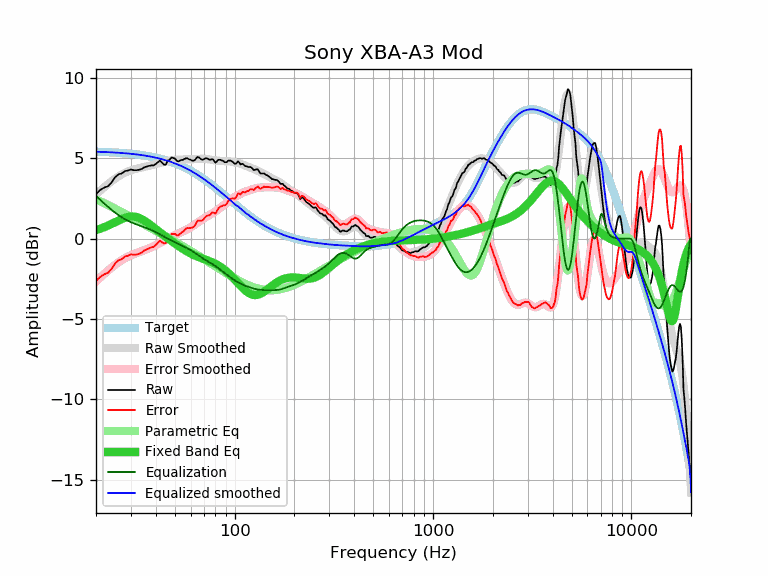 Sony XBA-A3 Mod
Amplitude (dBr)
10
5
0
−5
−10
−15
Target
Raw Smoothed
Error Smoothed
Raw
Error
Parametric Eq
Fixed Band Eq
Equalization
Equalized smoothed
100
1000
10000
Frequency (Hz)